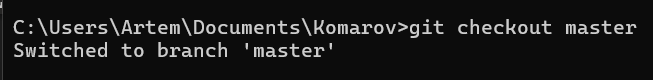 C:\Users\Artem\Documents\Komarov>git checkout master
Switched to branch 'master'